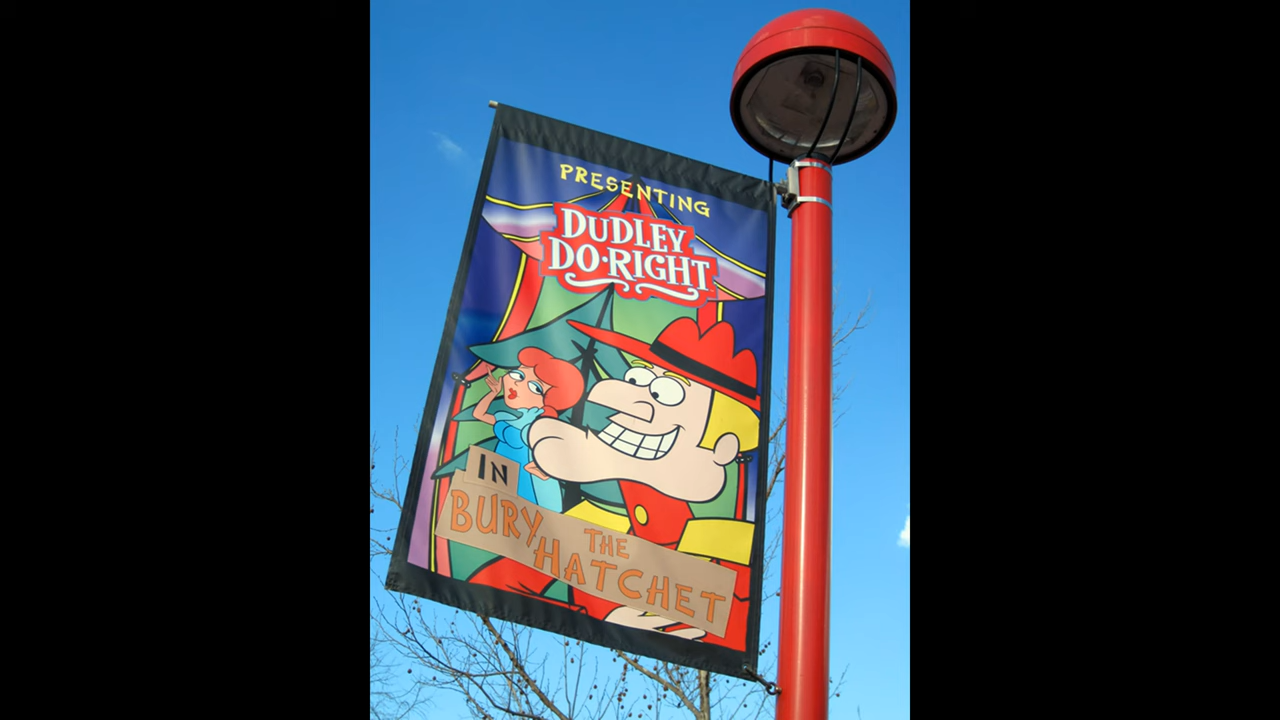 PRESENTING
DUDLEY
DO·RIGHT
IN
BURY THE
HATCHET